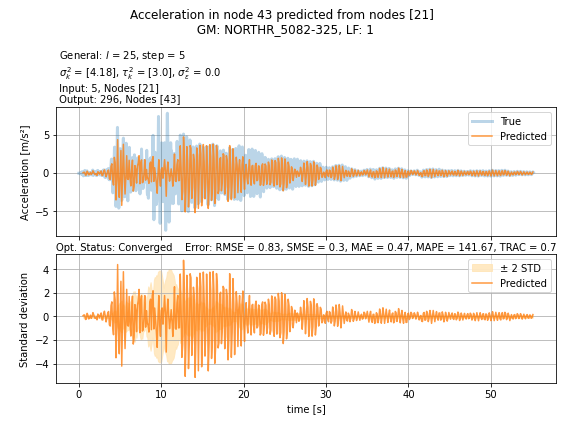 Acceleration in node 43 predicted from nodes [21]
GM: NORTHR_5082-325, LF: 1
General: l = 25, step = 5
σ²ₖ = [4.18], τ²ₖ = [3.0], σ²ε = 0.0
Input: 5, Nodes [21]
Output: 296, Nodes [43]
Acceleration [m/s²]
5
0
−5
True
Predicted
Opt. Status: Converged Error: RMSE = 0.83, SMSE = 0.3, MAE = 0.47, MAPE = 141.67, TRAC = 0.7
Standard deviation
4
2
0
−2
−4
± 2 STD
Predicted
0 10 20 30 40 50
time [s]